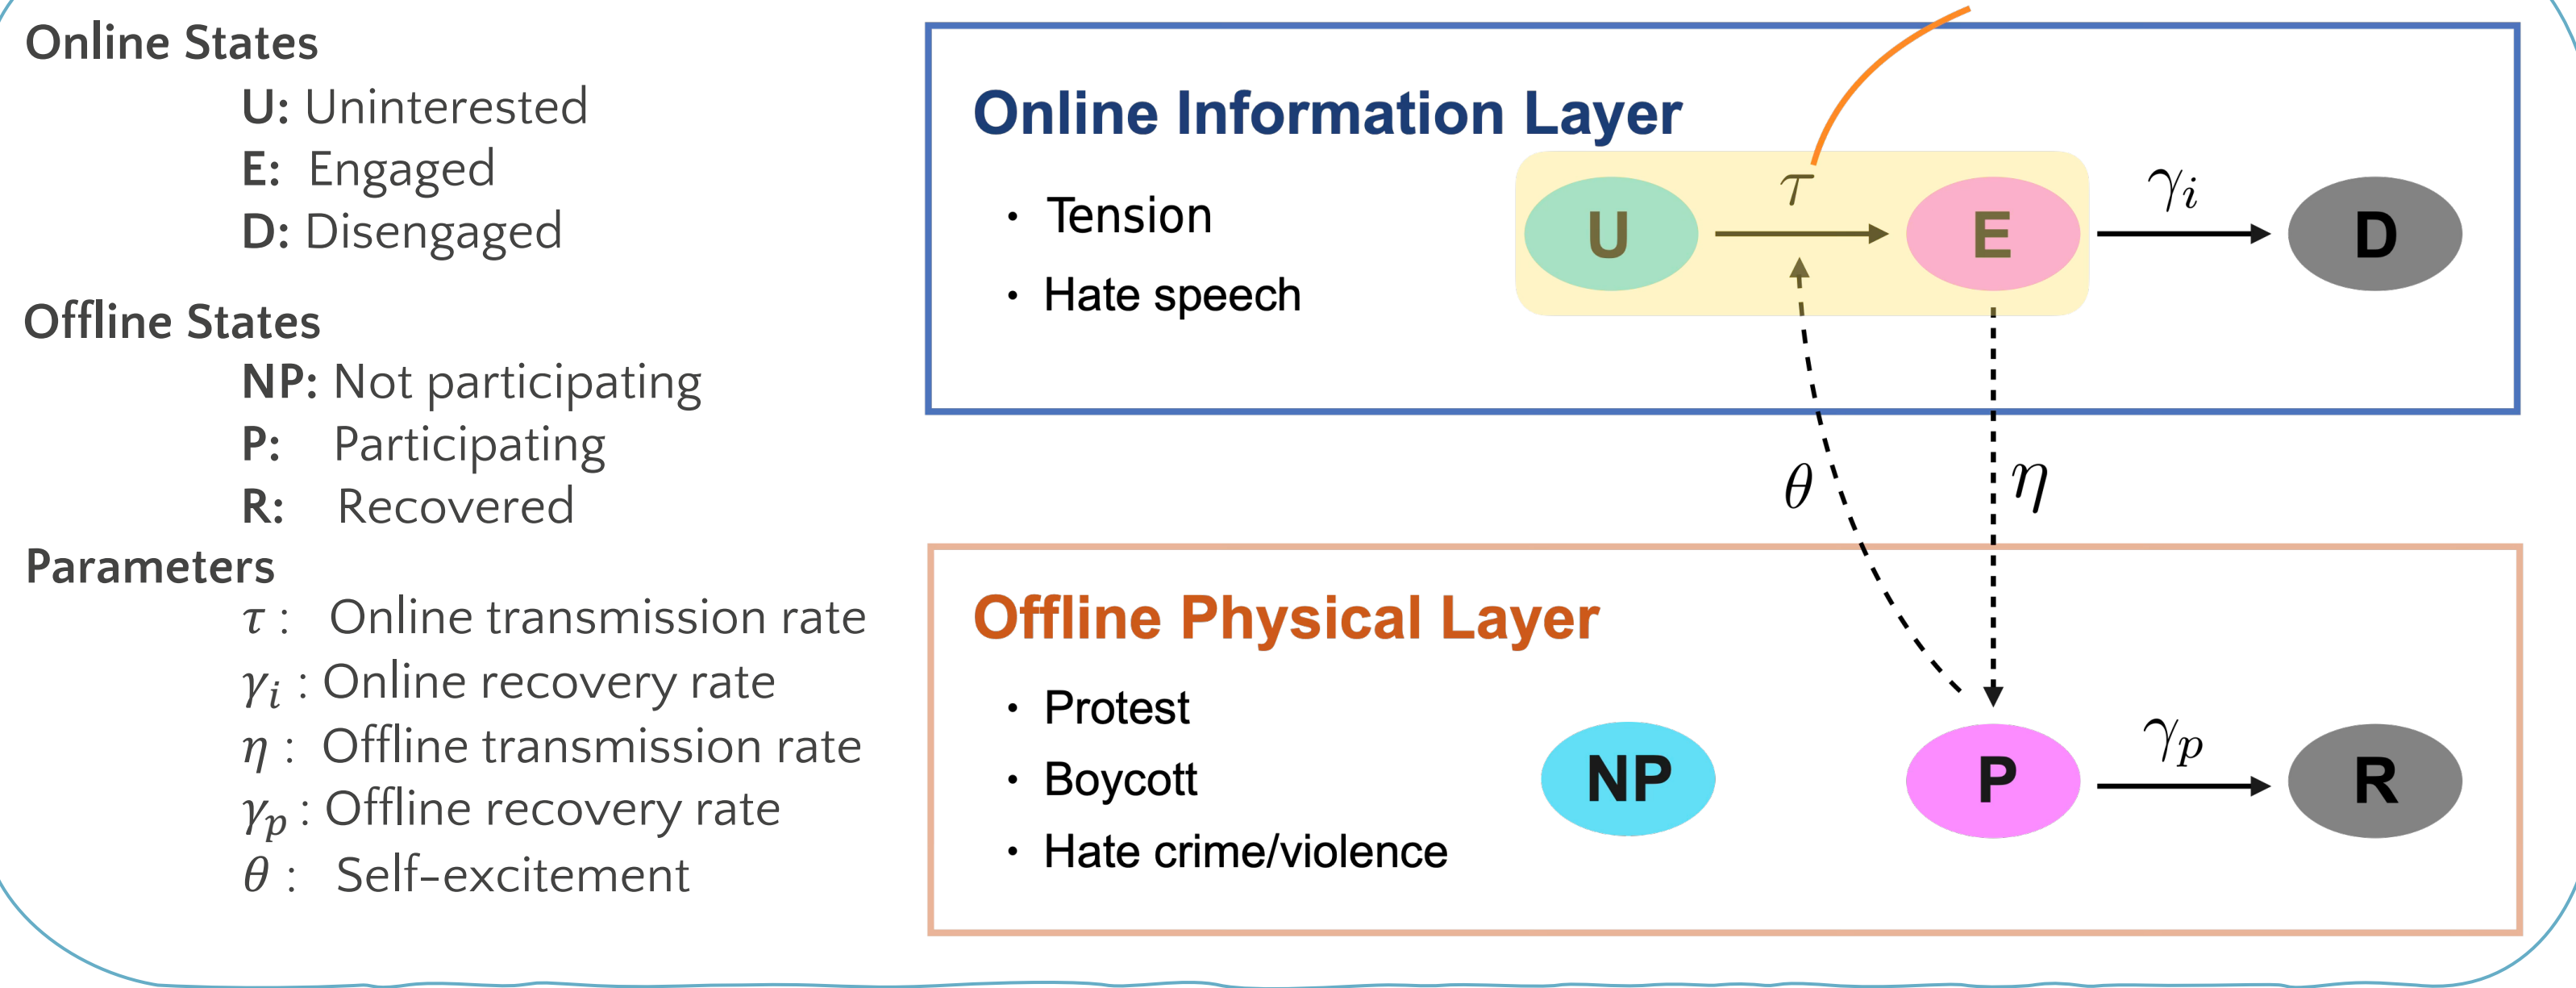 Online States
U: Uninterested
E: Engaged
D: Disengaged
Offline States
NP: Not participating
P: Participating
R: Recovered
Parameters
τ : Online transmission rate
γᵢ : Online recovery rate
η : Offline transmission rate
γₚ : Offline recovery rate
θ : Self-excitement
Online Information Layer
· Tension
· Hate speech
U
τ
E
γᵢ
D
θ
η
Offline Physical Layer
· Protest
· Boycott
· Hate crime/violence
NP
P
γₚ
R